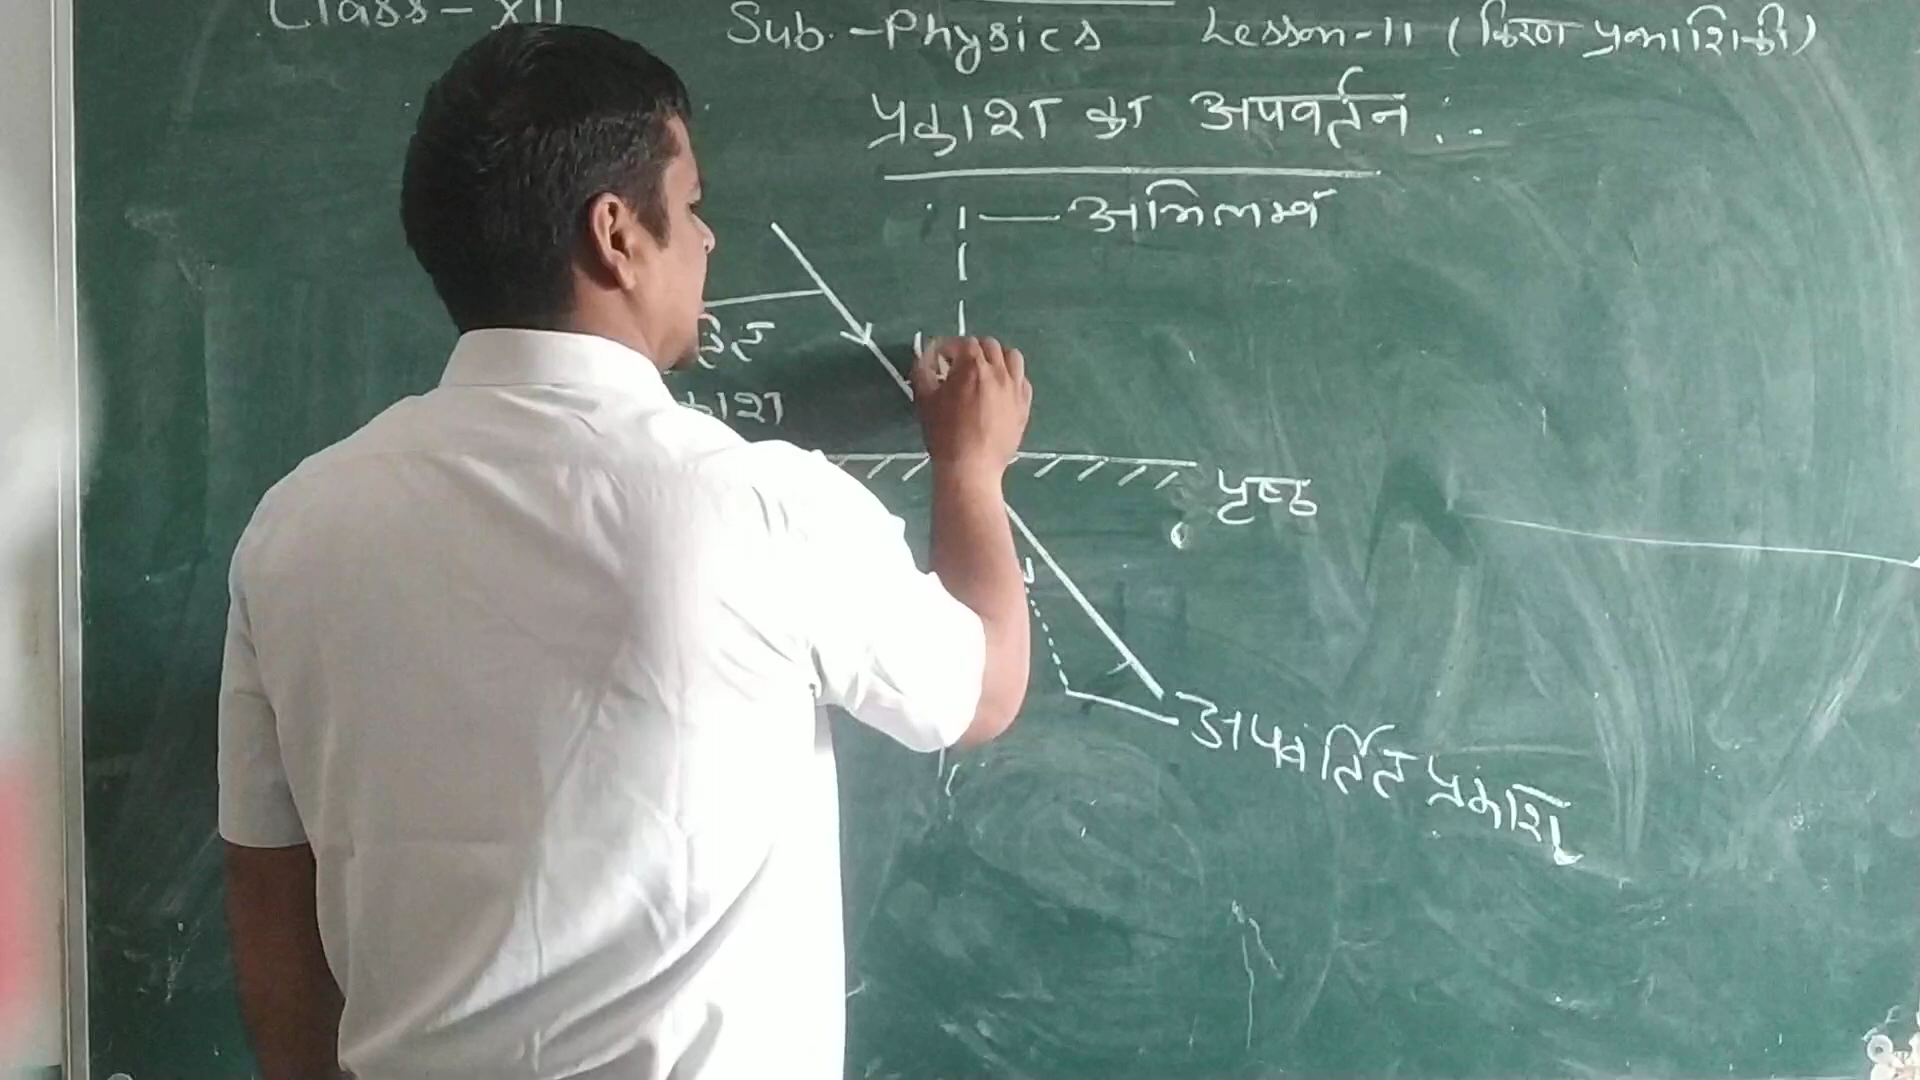 Class - XII Sub. - Physics Lesson-11 (किरण प्रकाशिकी)
प्रकाश का अपवर्तन :
अभिलम्ब
पृष्ठ
अपवर्तित प्रकाश